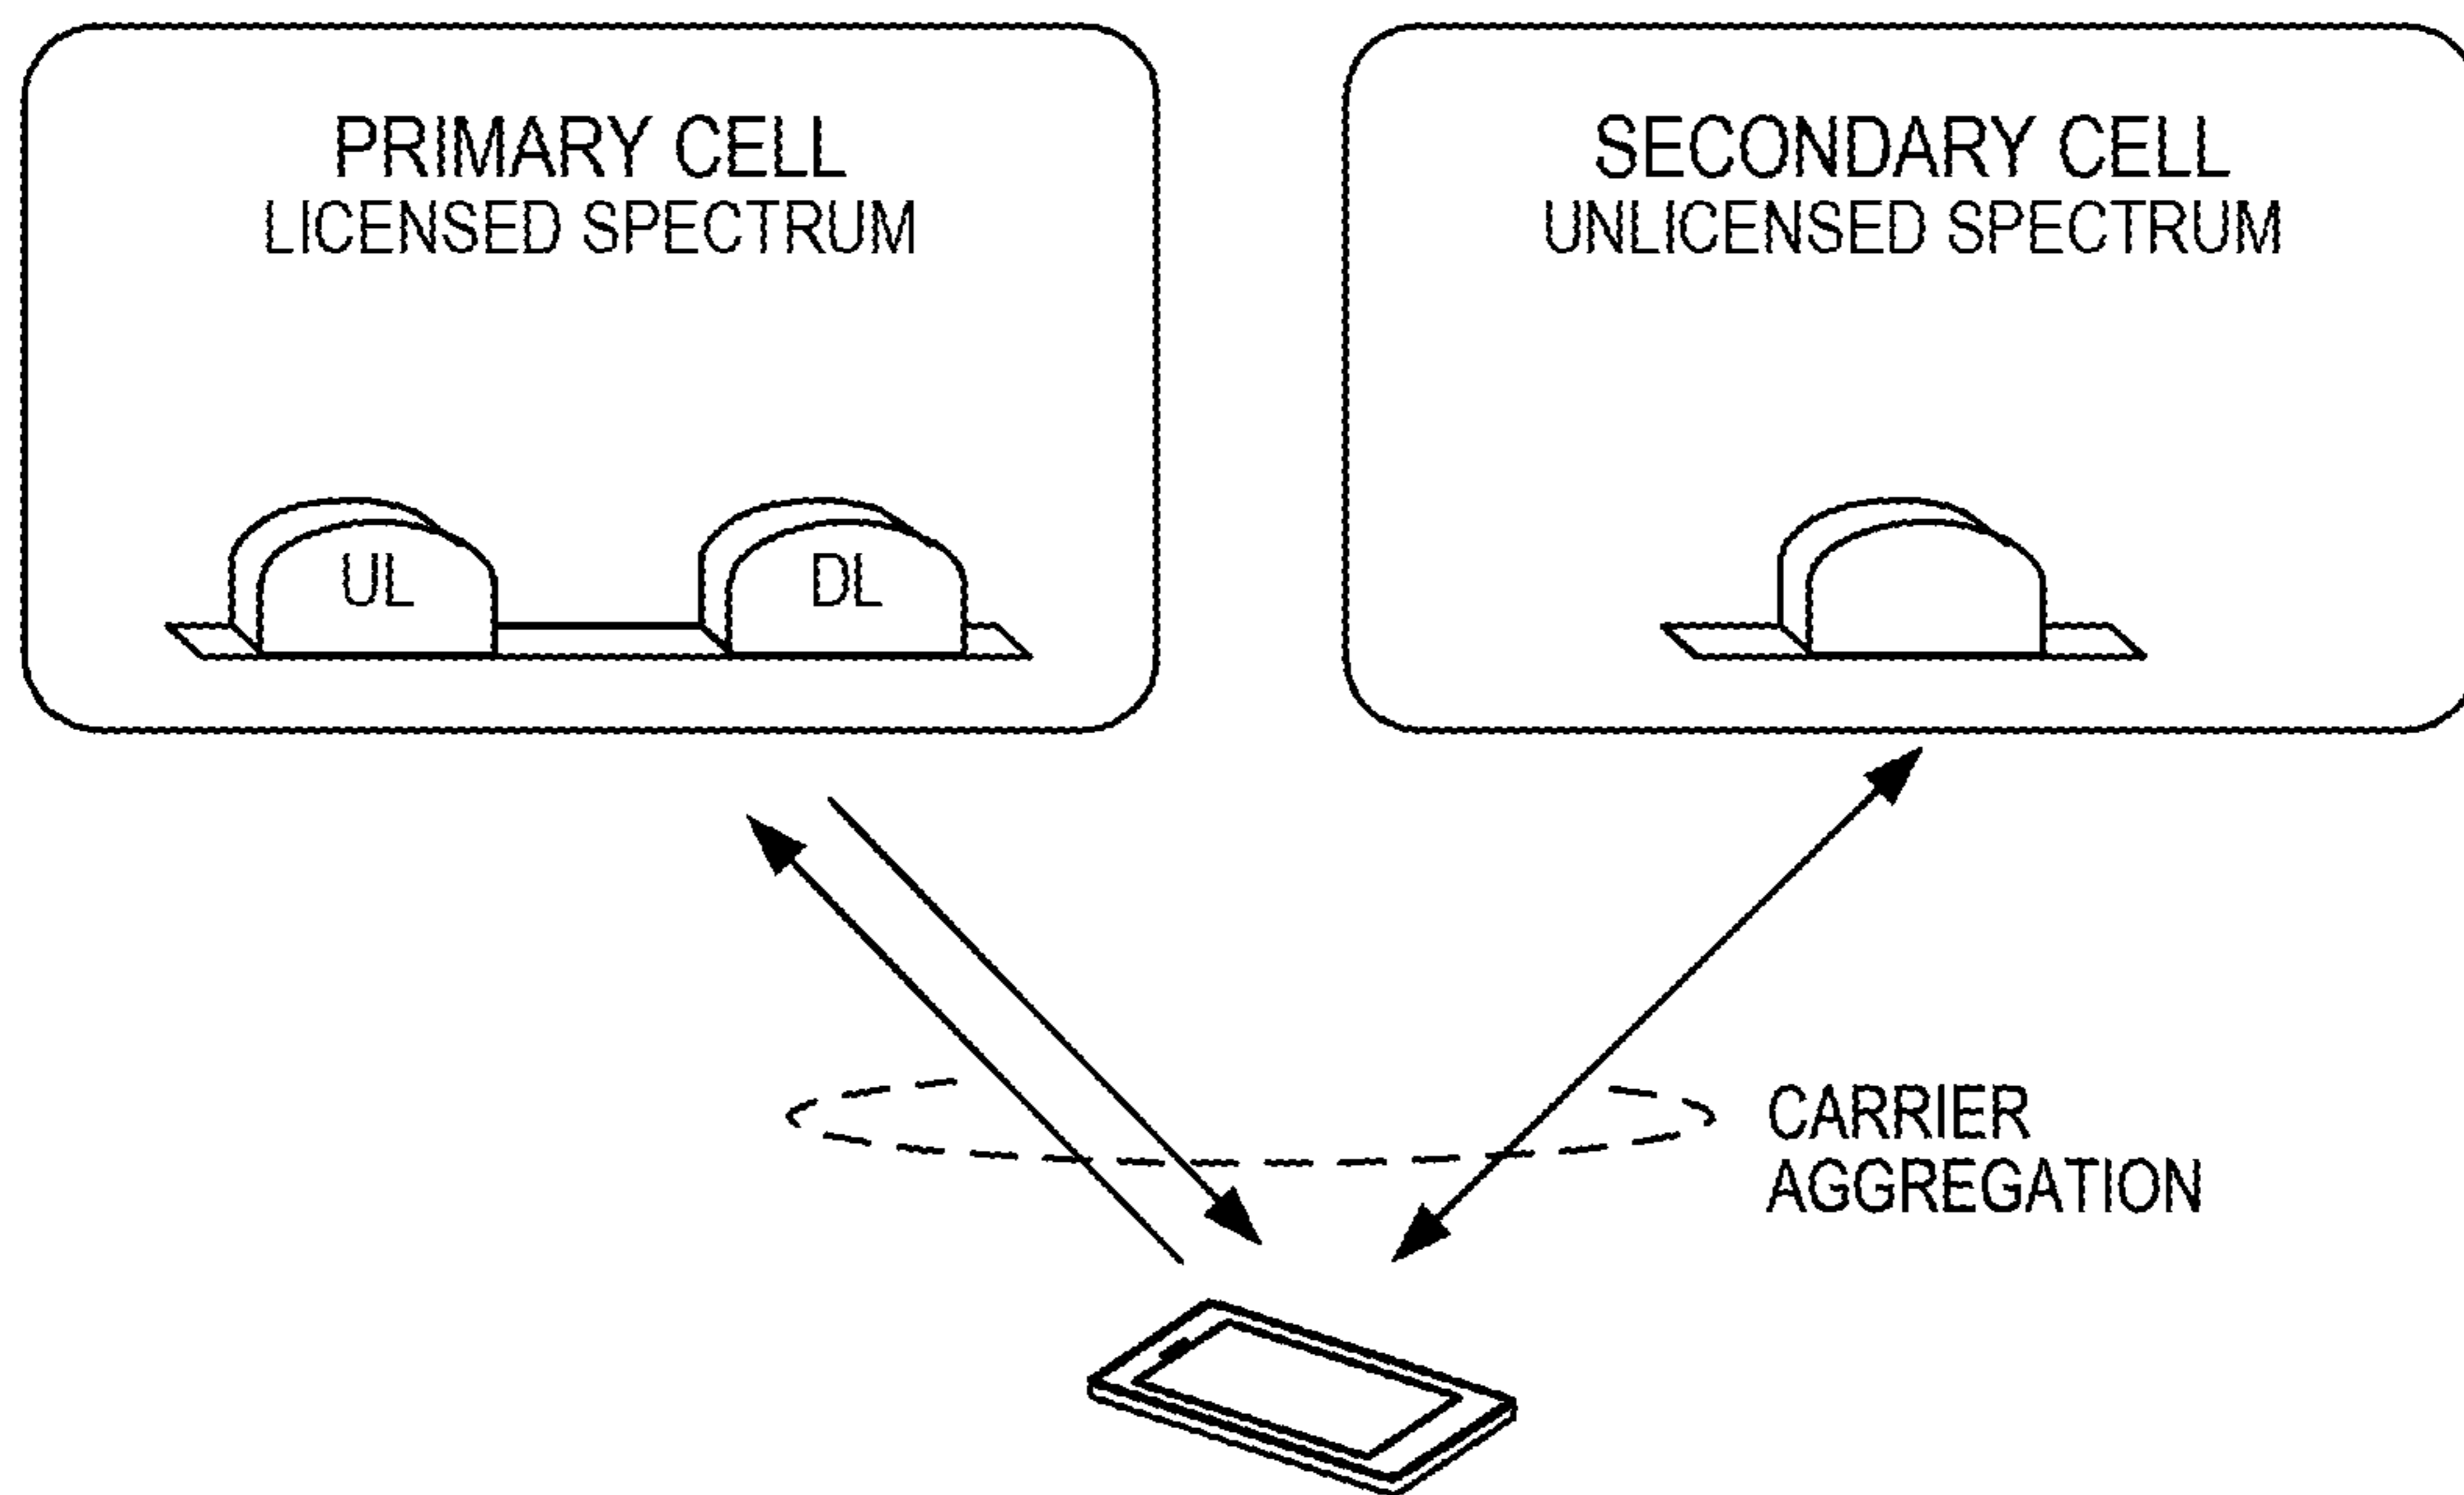 PRIMARY CELL
LICENSED SPECTRUM
SECONDARY CELL
UNLICENSED SPECTRUM
UL
DL
CARRIER
AGGREGATION